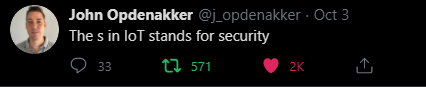 John Opdenakker @j_opdenakker · Oct 3
The s in IoT stands for security
33 571 2K